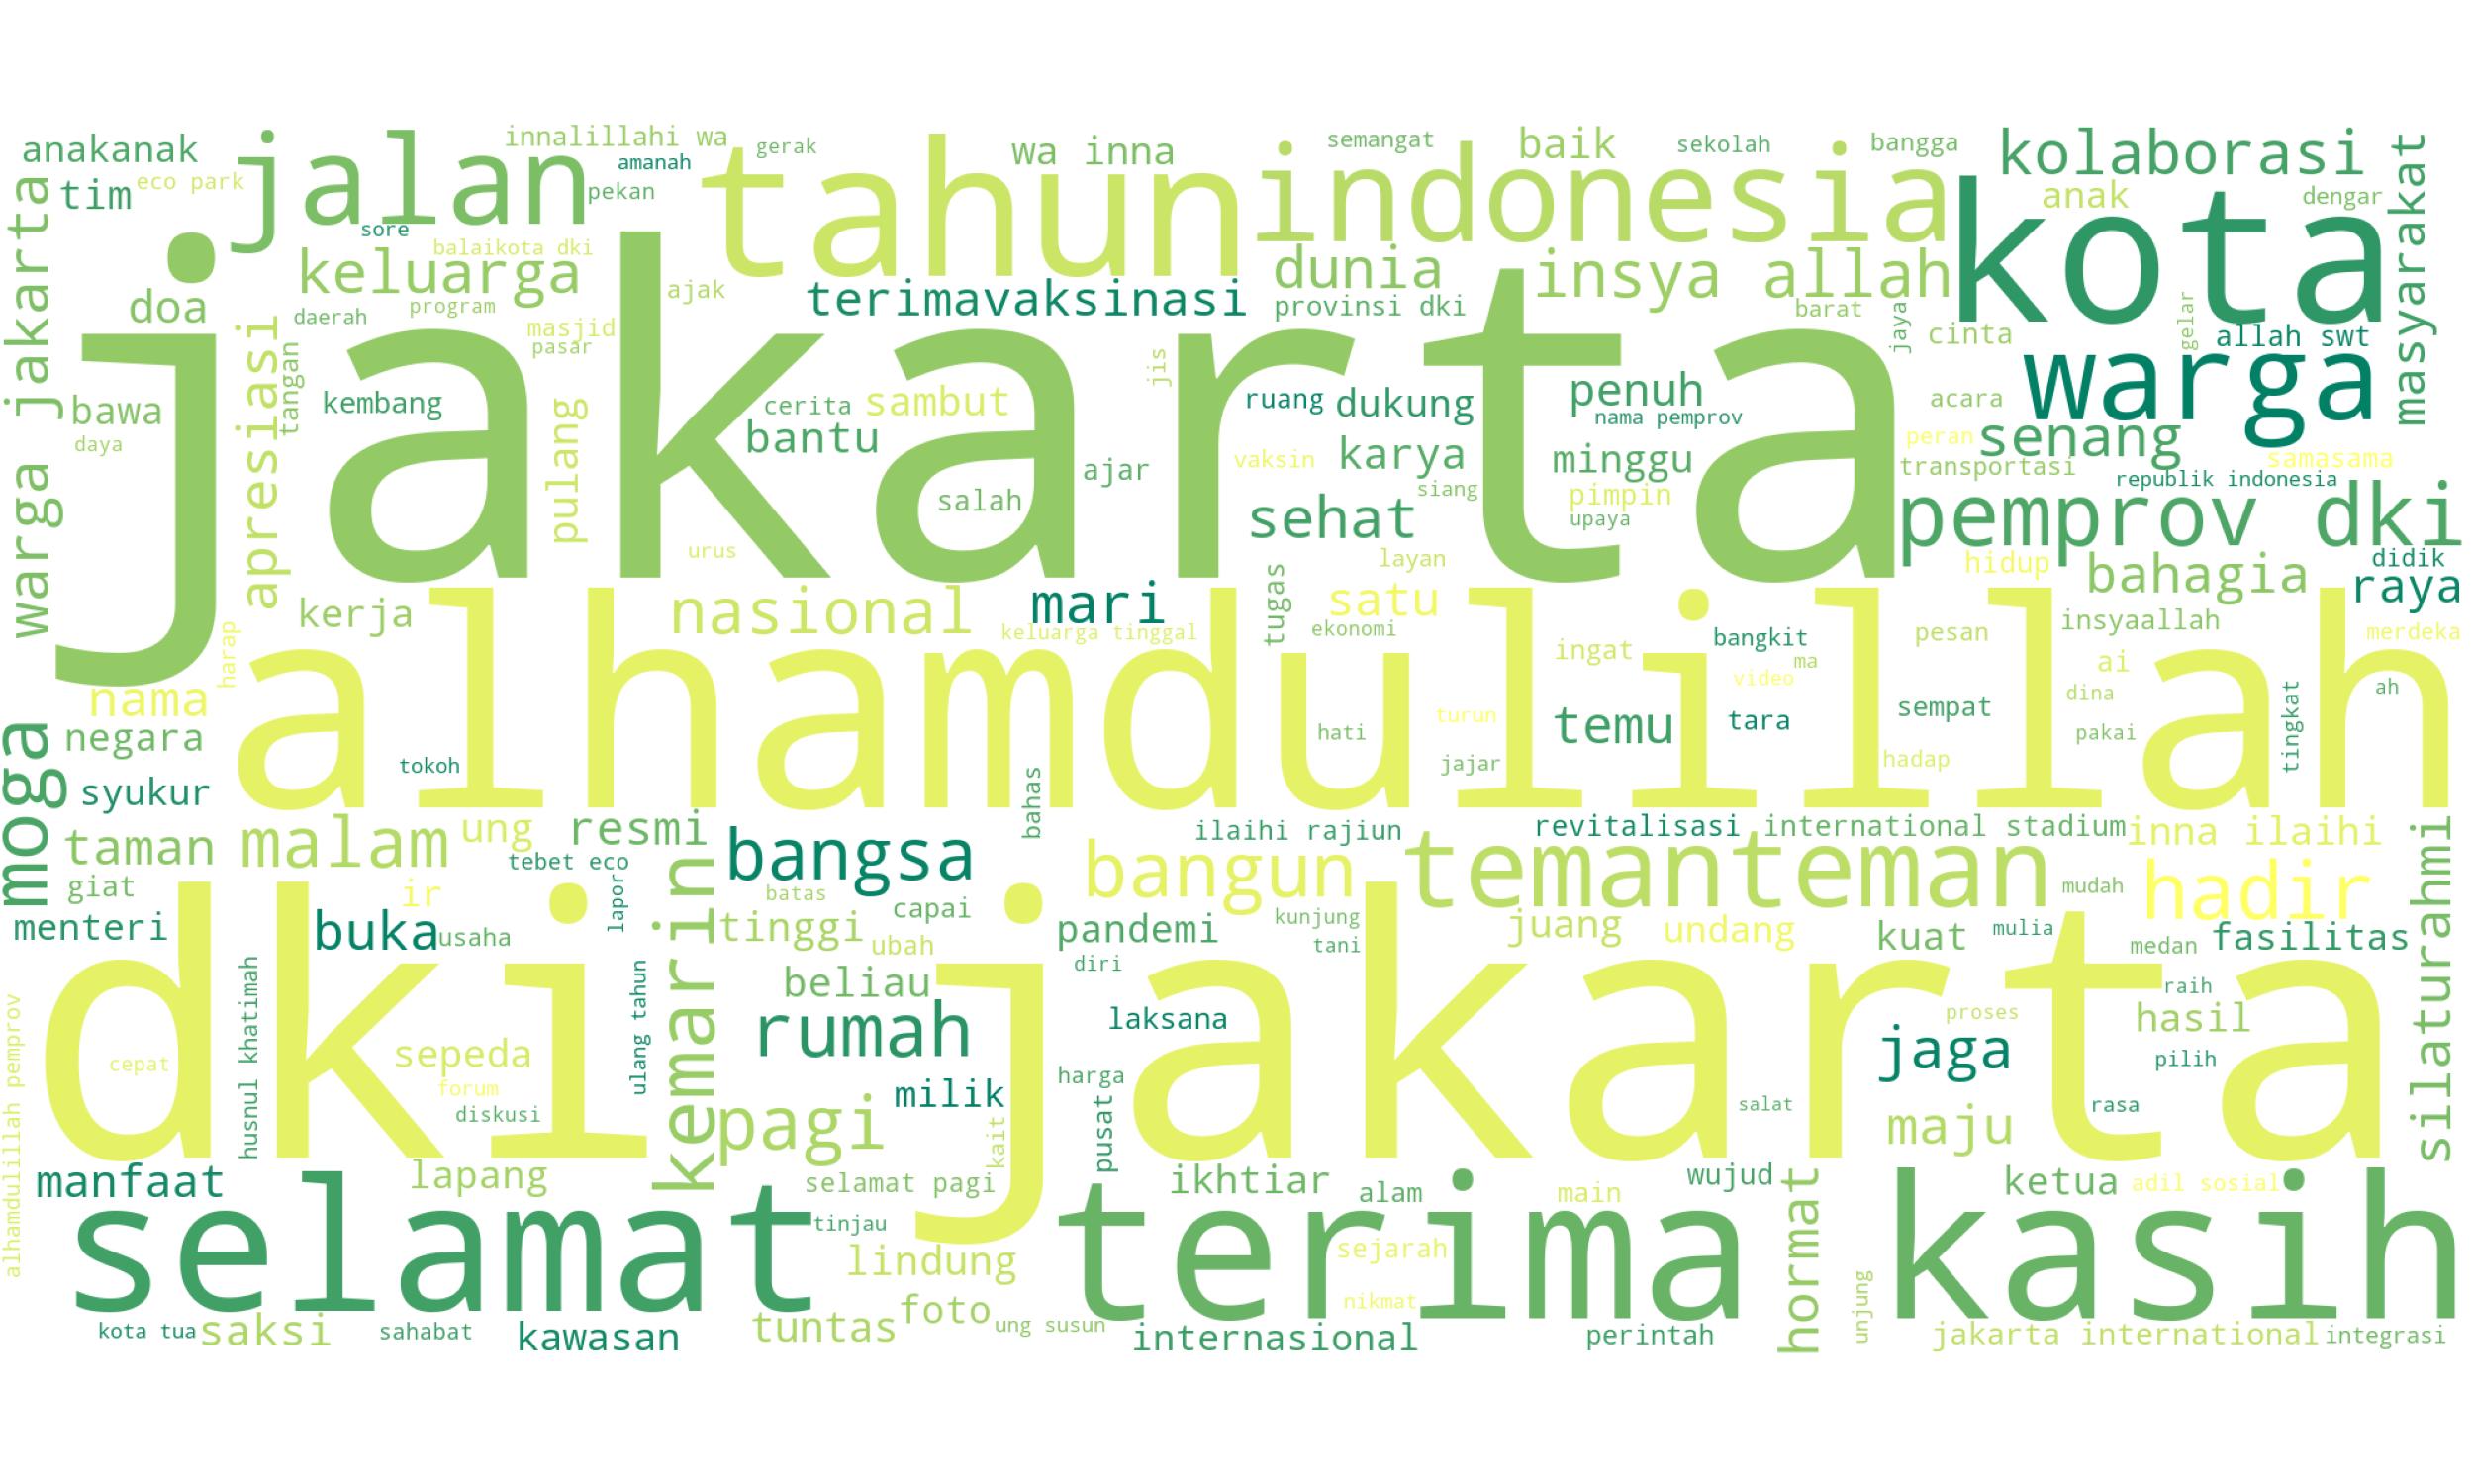 anakanak
tim
eco park
jalan
innalillahi wa
amanah
gerak
pekan
sore
tahun
wa inna
indonesia
semangat
baik
sekolah
bangga
kolaborasi
anak
dengar
masyarakat
kota
warga jakarta
doa
keluarga
balaikota dki
program
daerah
ajak
terimavaksinasi
dunia
provinsi dki
insya allah
barat
jaya
cinta
gelar
allah swt
warga
jakarta
apresiasi
tangan
masjid
pasar
jis
bawa
daya
kembang
pulang
cerita
sambut
bantu
salah
ajar
urus
ruang
dukung
vaksin
karya
siang
sehat
penuh
nama pemprov
minggu
pimpin
upaya
layan
acara
peran
senang
transportasi
samasama
republik indonesia
pemprov dki
hidup
bahagia
didik
raya
kerja
nasional
mari
keluarga tinggal
tugas
satu
ekonomi
ingat
bangkit
ma
video
pesan
insyaallah
merdeka
ai
dina
ah
harap
alhamdulillah
nama
negara
moga
syukur
tokoh
bahas
hati
turun
jajar
temu
tara
sempat
hadap
pakai
tingkat
taman
malam
ung
resmi
tebet eco
giat
ir
menteri
buka
usaha
lapor
kemariin
bangsa
batas
capai
tinggi
ubah
ilaihi rajiun
bangun
kunjung
pandemi
tani
diri
revitalisasi
international stadium
inna ilaihi
temanteman
mudah
hadir
juang
undang
kuat
mulia
medan
fasilitas
silaturahmi
dki jakarta
alhamdulillah pemprov
cepat
husnul khatimah
sepeda
forum
diskusi
ulang tahun
beliau
rumah
milik
pagi
kait
laksana
harga
pusat
salat
proses
jaga
maju
raih
hasil
pilih
rasa
manfaat
lapang
selamat
selamat pagi
tinjau
lindung
ikhtiar
alam
main
wujud
hormat
ketua
adil sosial
terima kasih
sejarah
nikmat
kota tua
saksi
sahabat
kawasan
tuntas
foto
ung susun
internasional
perintah
unjung
jakarta international
integrasi